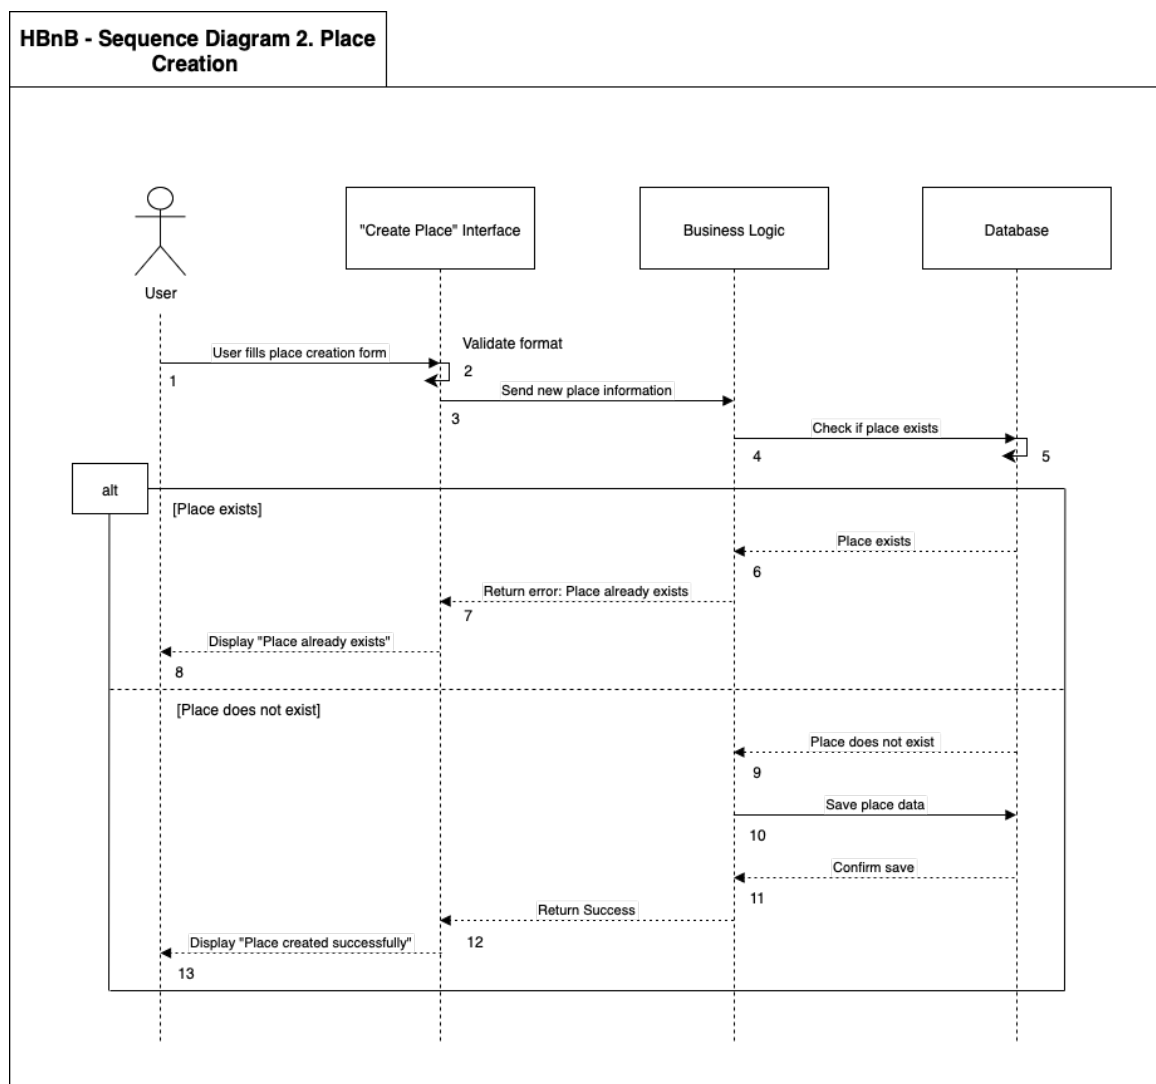 HBnB - Sequence Diagram 2. Place
Creation
"Create Place" Interface
Business Logic
Database
User
User fills place creation form
Validate format
1
2
Send new place information
3
Check if place exists
4
5
alt
[Place exists]
Place exists
6
Return error: Place already exists
7
Display "Place already exists"
8
[Place does not exist]
Place does not exist
9
Save place data
10
Confirm save
11
Return Success
12
Display "Place created successfully"
13